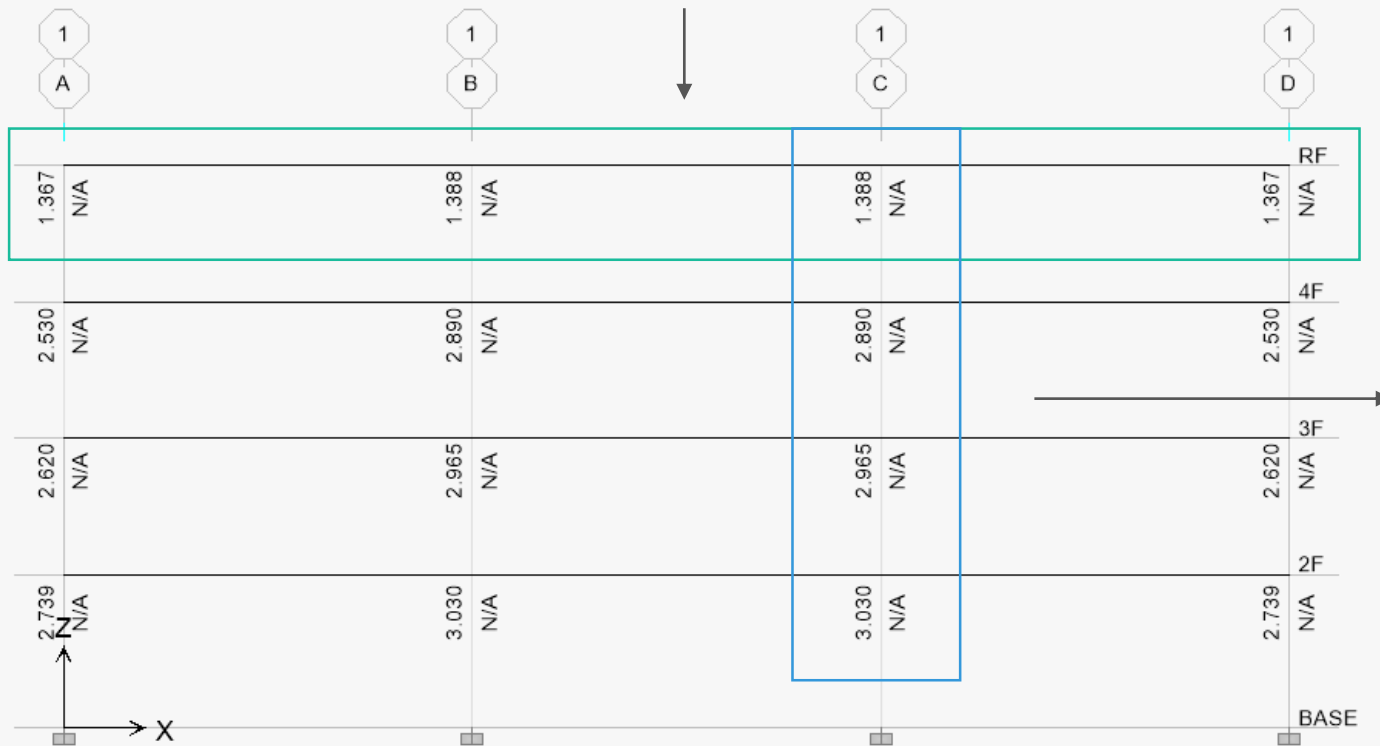 1 1 1 1
A B C D
RF
1.367 N/A 1.388 N/A 1.388 N/A 1.367 N/A
4F
2.530 N/A 2.890 N/A 2.890 N/A 2.530 N/A
3F
2.620 N/A 2.965 N/A 2.965 N/A 2.620 N/A
2F
2.739 N/A 3.030 N/A 3.030 N/A 2.739 N/A
Z
X
BASE